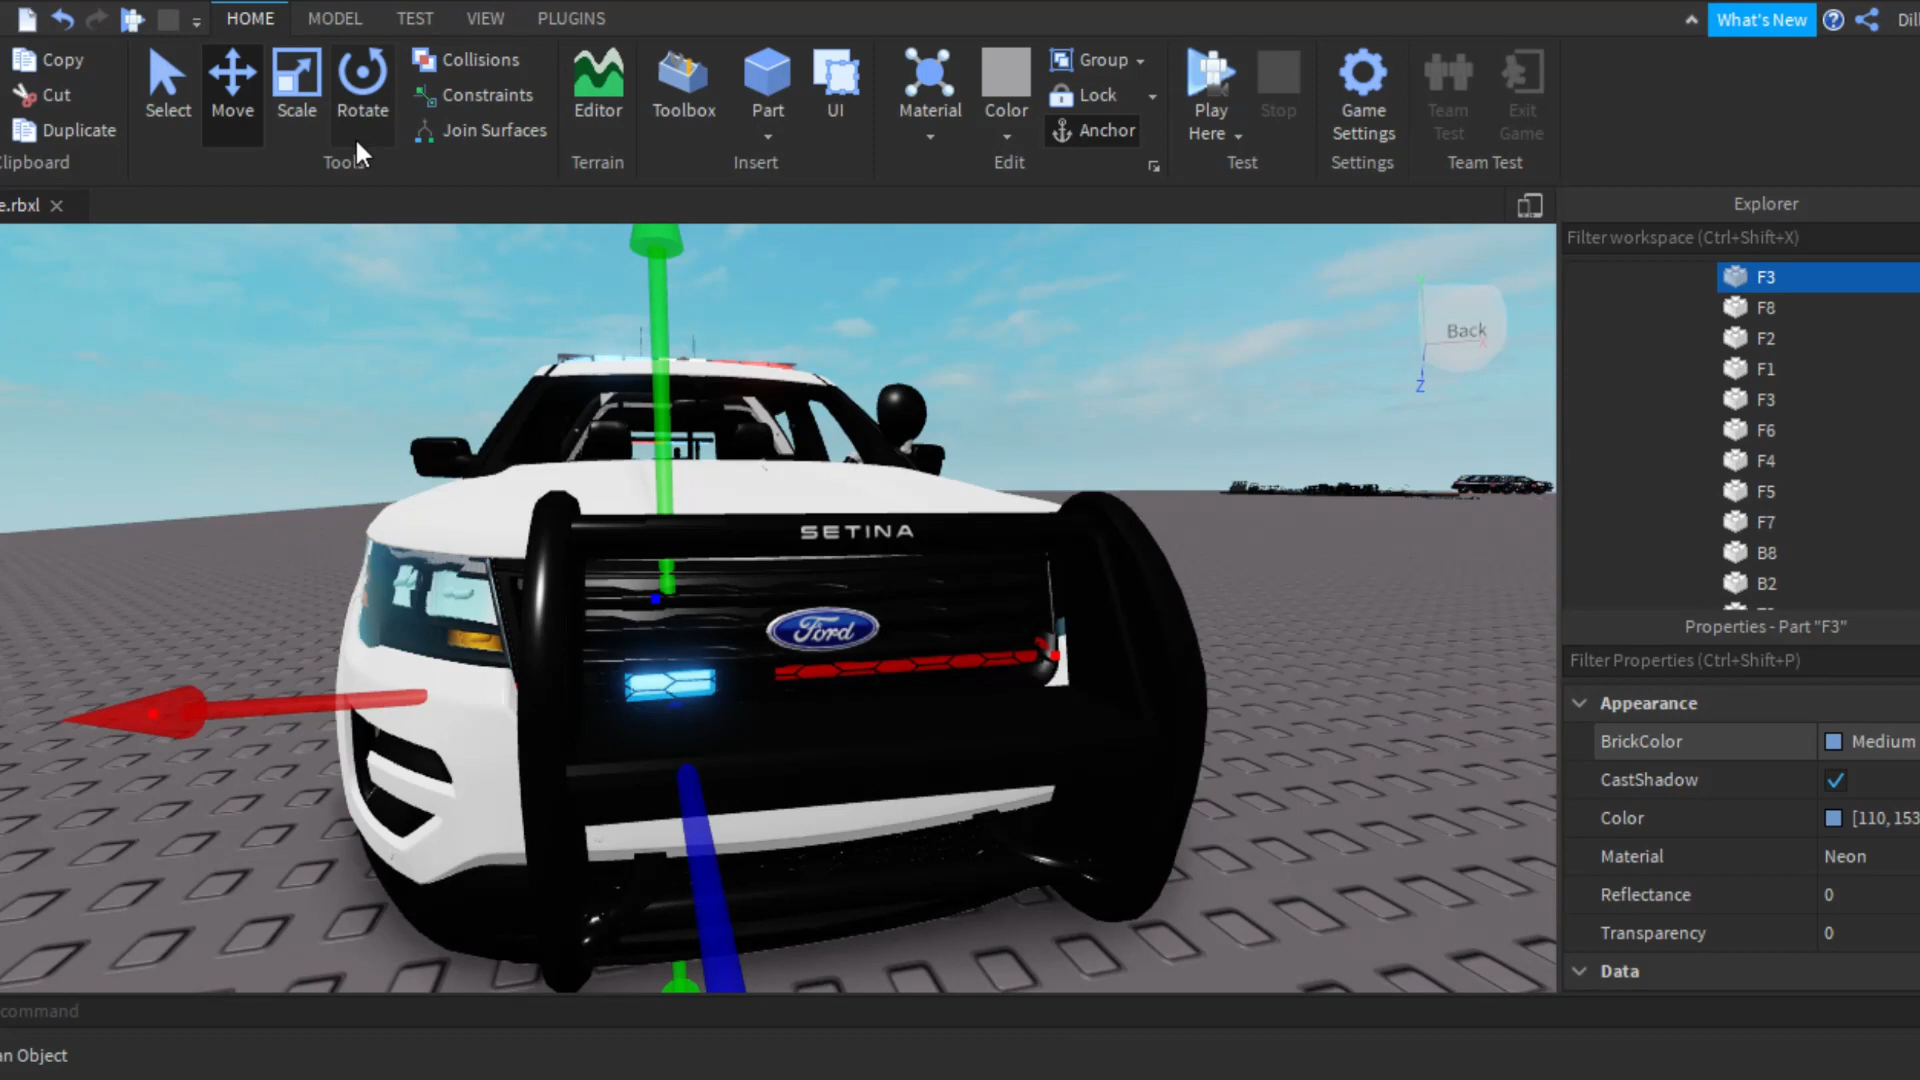 HOME MODEL TEST VIEW PLUGINS
What's New
Dill
Copy
Cut
Duplicate
Clipboard
Select
Move
Scale
Rotate
Collisions
Constraints
Join Surfaces
Tools
Editor
Terrain
Toolbox
Part
UI
Insert
Material
Color
Group
Lock
Anchor
Edit
Play
Here
Stop
Test
Game
Settings
Settings
Team
Test
Exit
Game
Team Test
e.rbxl
Explorer
Filter workspace (Ctrl+Shift+X)
F3
F8
F2
F1
F3
F6
F4
F5
F7
B8
B2
Back
Y
X
Z
SETINA
Ford
Properties - Part "F3"
Filter Properties (Ctrl+Shift+P)
Appearance
BrickColor Medium
CastShadow
Color [110, 153
Material Neon
Reflectance 0
Transparency 0
Data
command
an Object